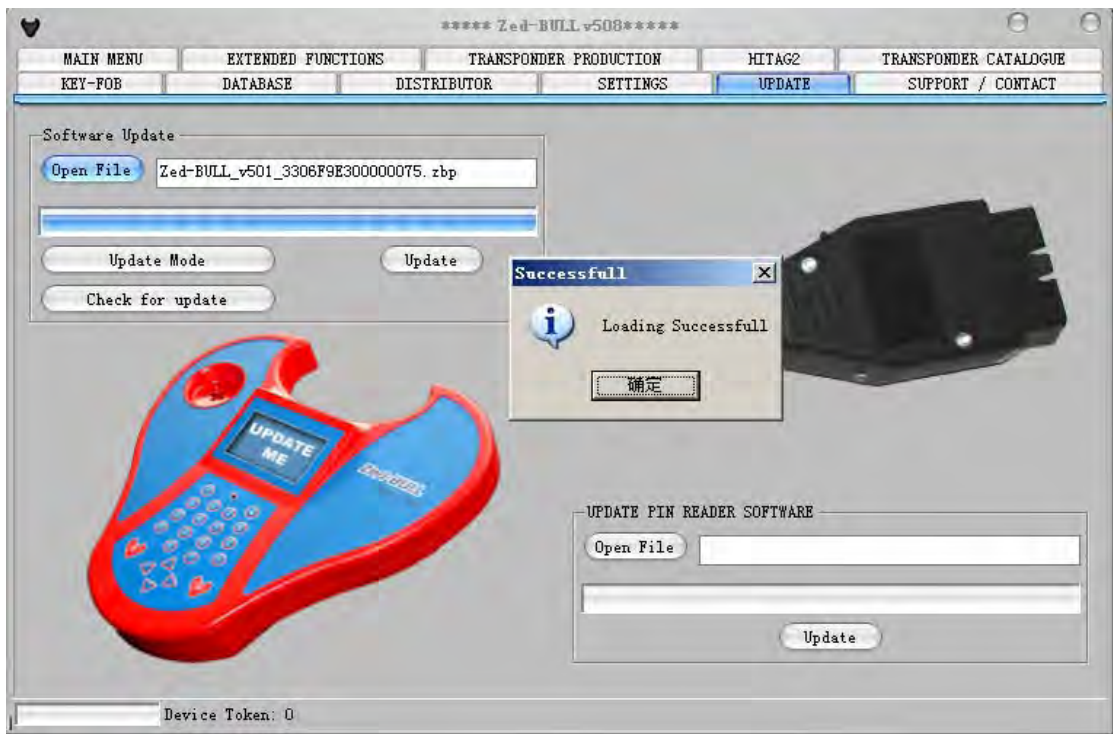 ***** Zed-BULL v508*****
MAIN MENU
EXTENDED FUNCTIONS
TRANSPONDER PRODUCTION
HITAG2
TRANSPONDER CATALOGUE
KEY-FOB
DATABASE
DISTRIBUTOR
SETTINGS
UPDATE
SUPPORT / CONTACT
Software Update
Open File
Zed-BULL_v501_3306F9E300000075.zbp
Update Mode
Update
Check for update
Successfull
Loading Successfull
确定
UPDATE
ME
Zed-BULL
UPDATE PIN READER SOFTWARE
Open File
Update
Device Token: 0